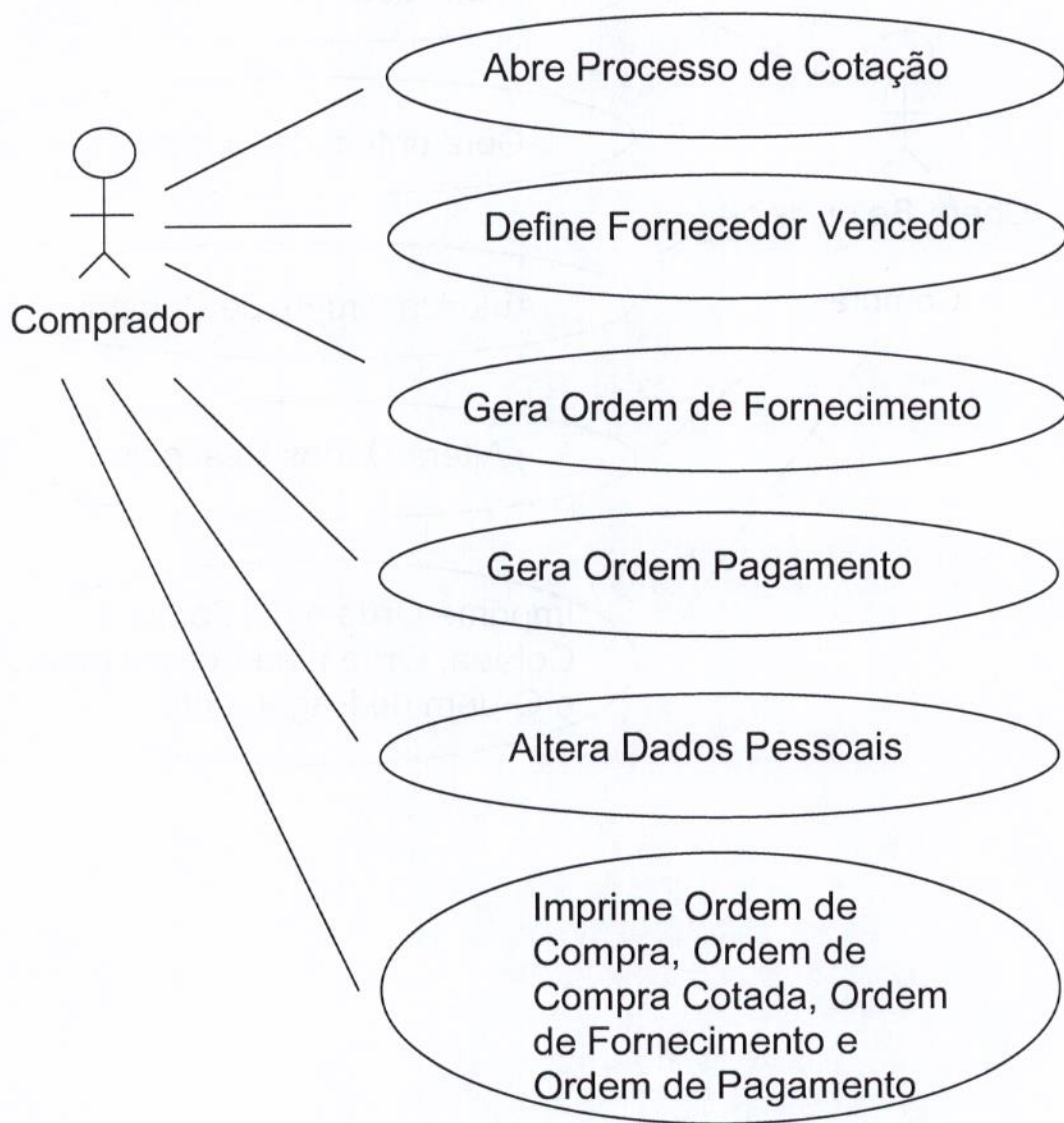 Abre Processo de Cotação
Define Fornecedor Vencedor
Comprador
Gera Ordem de Fornecimento
Gera Ordem Pagamento
Altera Dados Pessoais
Imprime Ordem de
Compra, Ordem de
Compra Cotada, Ordem
de Fornecimento e
Ordem de Pagamento